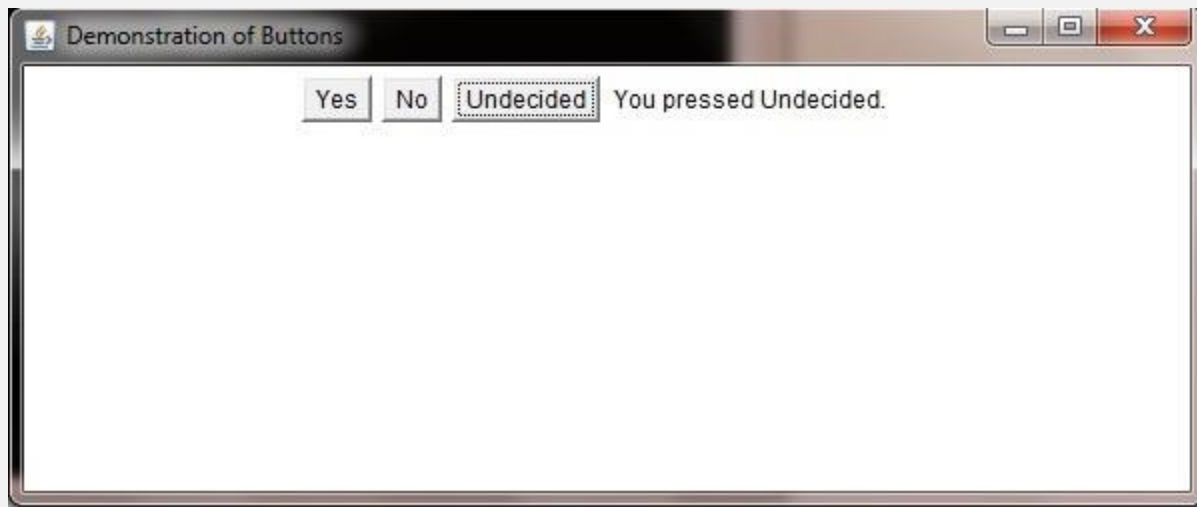 Demonstration of Buttons
Yes No Undecided You pressed Undecided.